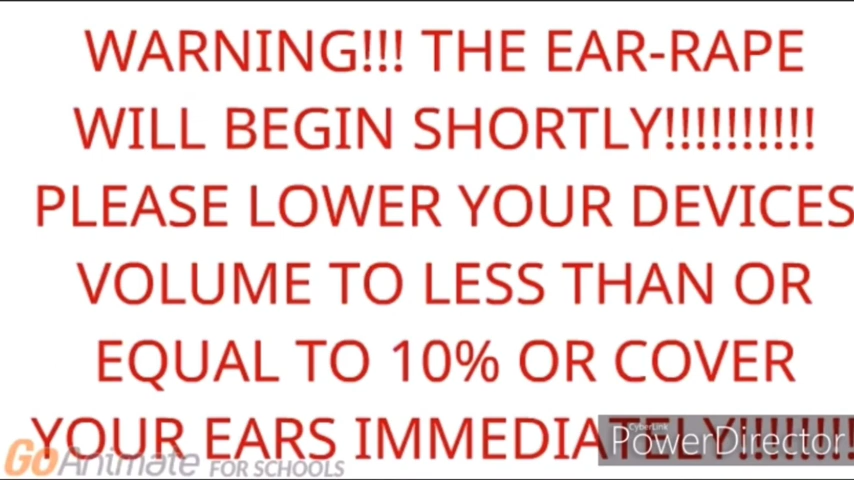 WARNING!!! THE EAR-RAPE
WILL BEGIN SHORTLY!!!!!!!!!!
PLEASE LOWER YOUR DEVICES
VOLUME TO LESS THAN OR
EQUAL TO 10% OR COVER
YOUR EARS IMMEDIATELY!!!!!!!!!
GoAnimate FOR SCHOOLS
CyberLink
PowerDirector